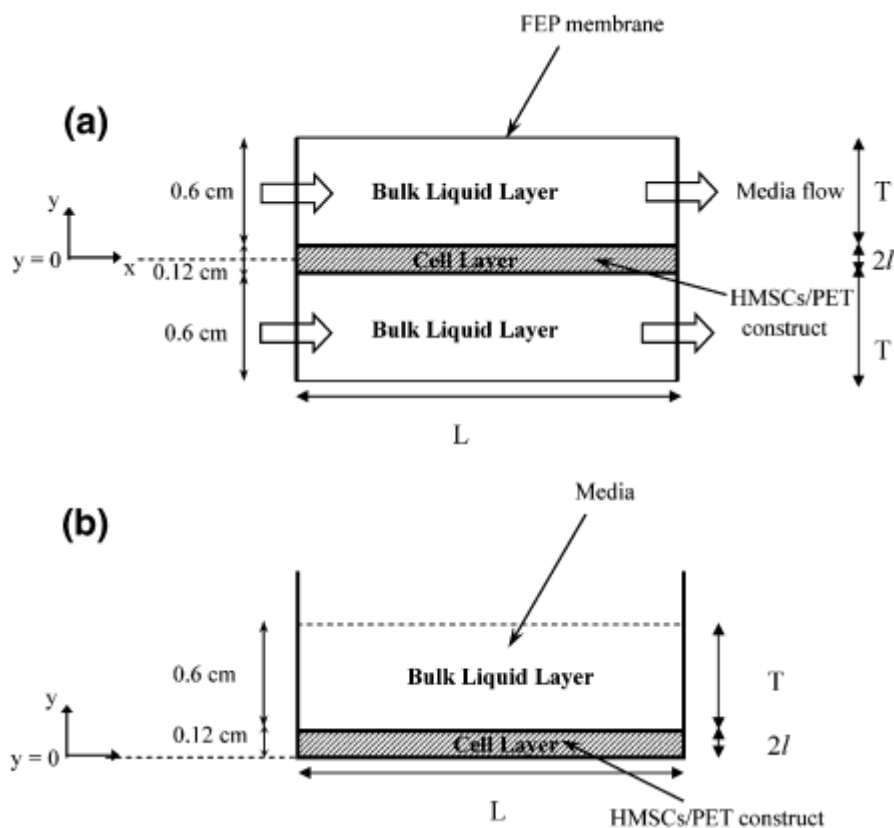 FEP membrane
(a)
0.6 cm
Bulk Liquid Layer
Media flow
T
y
y = 0
x
0.12 cm
Cell Layer
2l
HMSCs/PET
construct
0.6 cm
Bulk Liquid Layer
T
L
Media
(b)
0.6 cm
Bulk Liquid Layer
T
y
0.12 cm
Cell Layer
2l
y = 0
L
HMSCs/PET construct